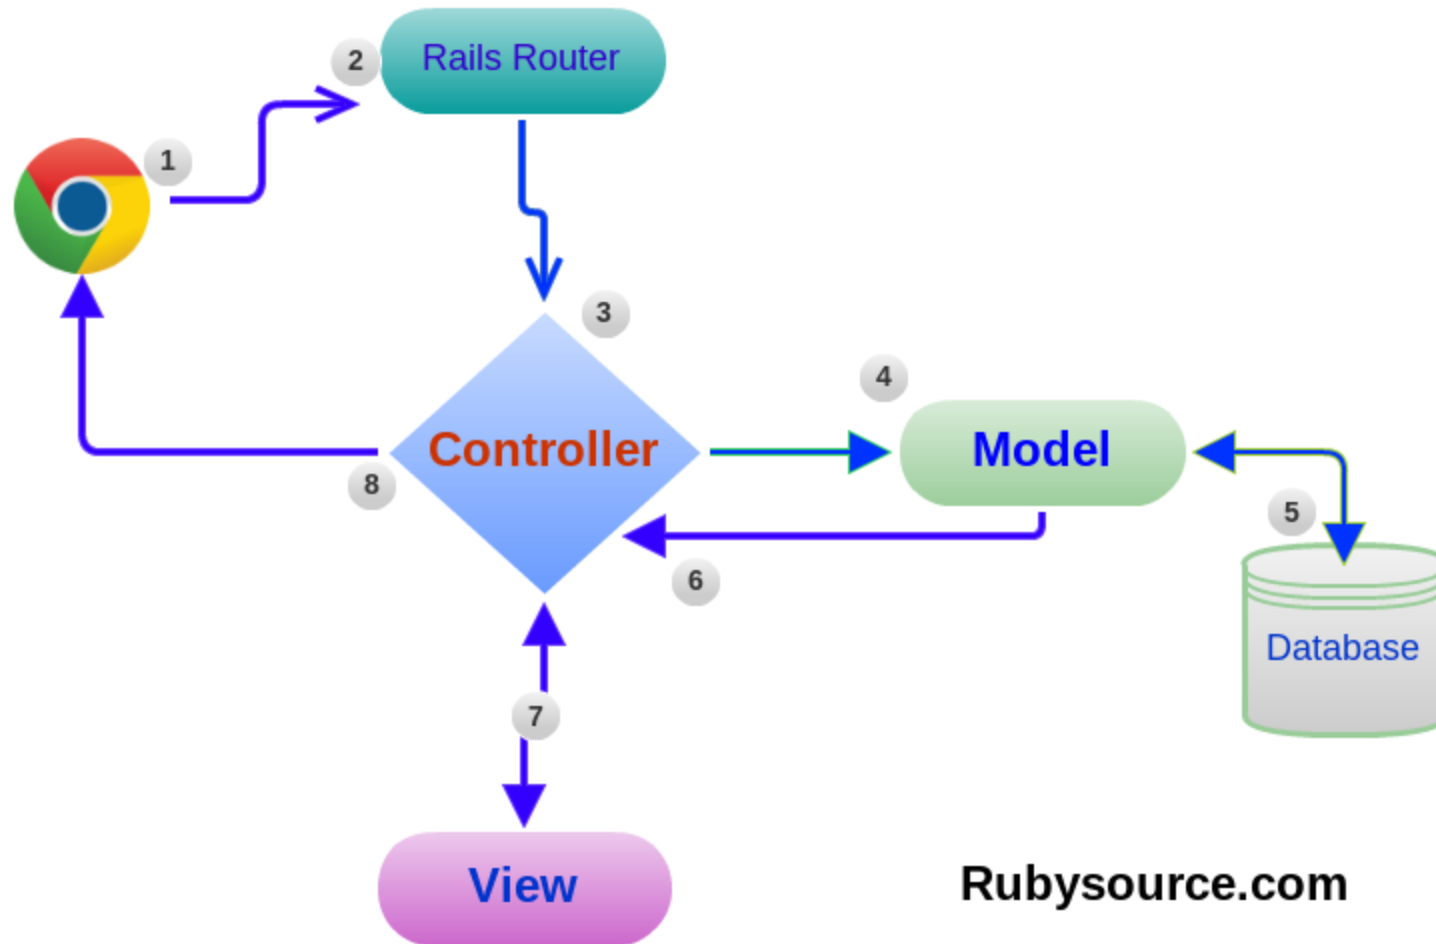 2
Rails Router
1
3
4
Controller
Model
8
5
6
Database
7
View
Rubysource.com